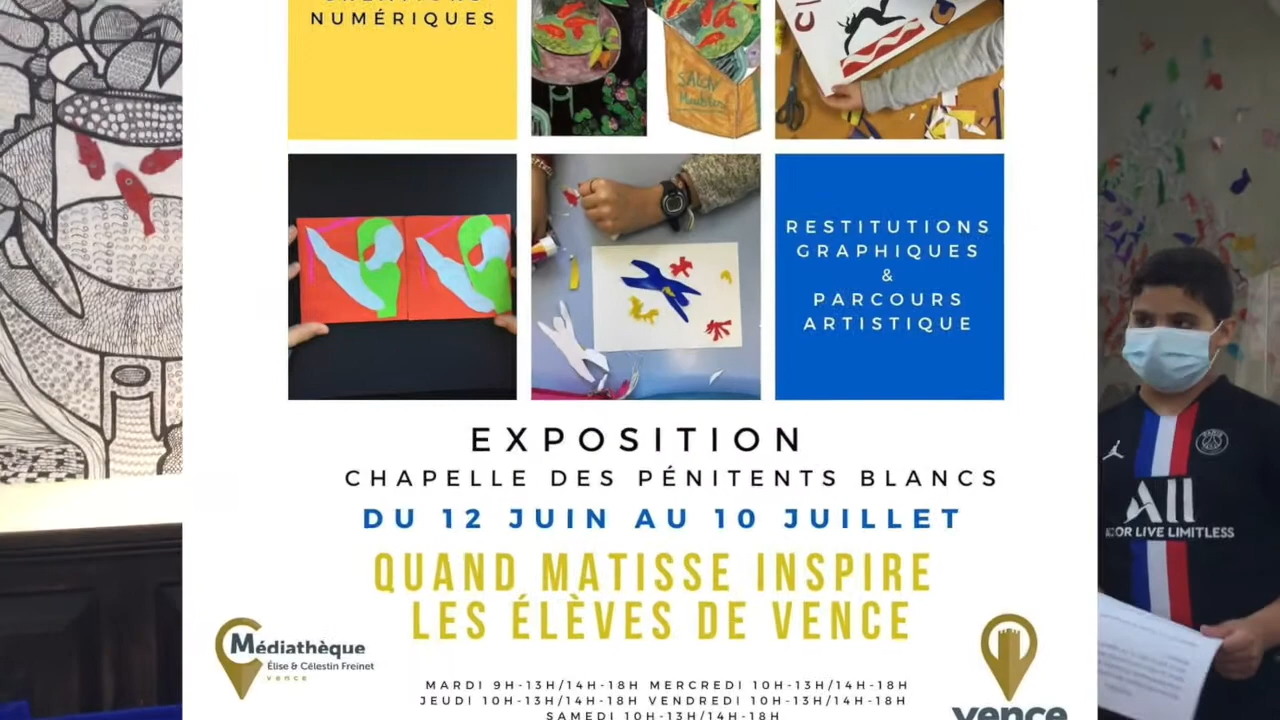 NUMÉRIQUES
SALON
RESTITUTIONS
GRAPHIQUES
&
PARCOURS
ARTISTIQUE
EXPOSITION
CHAPELLE DES PÉNITENTS BLANCS
DU 12 JUIN AU 10 JUILLET
QUAND MATISSE INSPIRE
LES ÉLÈVES DE VENCE
Médiathèque
Élise & Célestin Freinet
vence
MARDI 9H-13H/14H-18H MERCREDI 10H-13H/14H-18H
JEUDI 10H-13H/14H-18H VENDREDI 10H-13H/14H-18H
SAMEDI 10H-13H/14H-18H
vence
PARIS
All
COR LIVE LIMITLESS